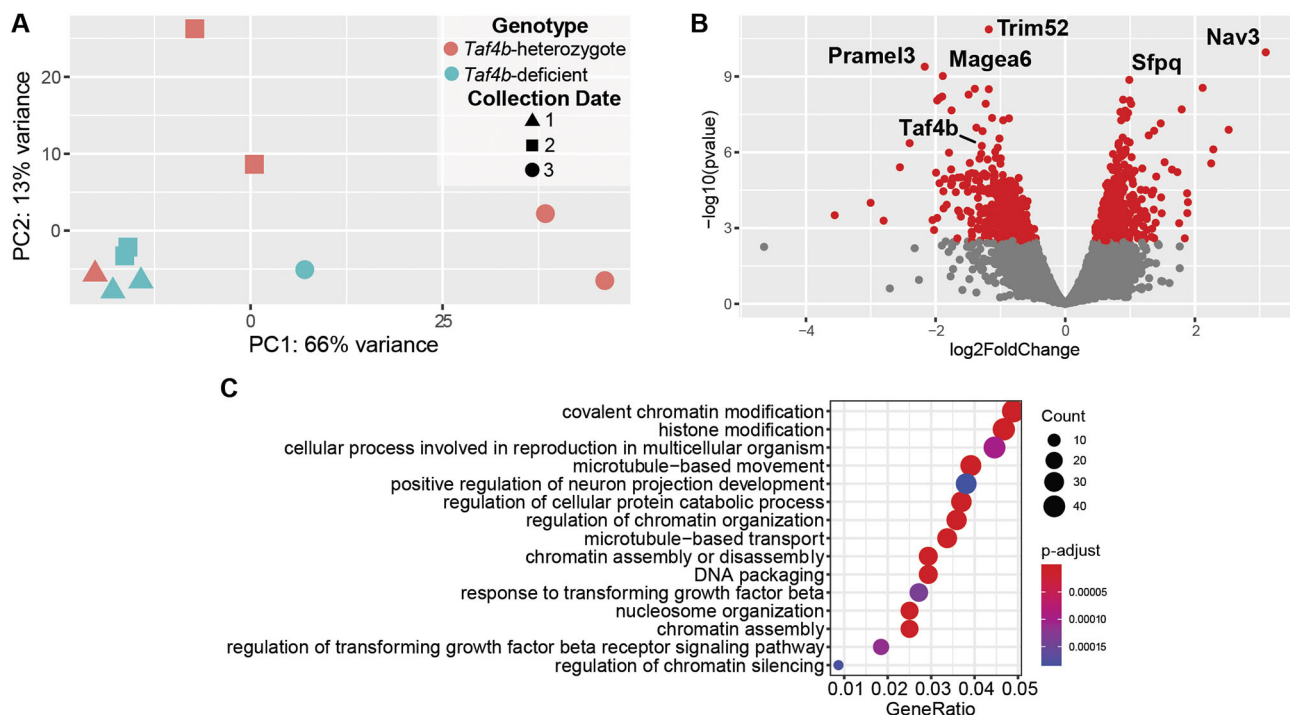 A
Genotype
Taf4b-heterozygote
Taf4b-deficient
Collection Date
1
2
3
20
10
0
PC2: 13% variance
0
25
PC1: 66% variance
B
Trim52
Nav3
Pramel3
Magea6
Sfpq
Taf4b
9
6
3
0
−log10(pvalue)
−4
−2
0
2
log2FoldChange
C
covalent chromatin modification
histone modification
cellular process involved in reproduction in multicellular organism
microtubule−based movement
positive regulation of neuron projection development
regulation of cellular protein catabolic process
regulation of chromatin organization
microtubule−based transport
chromatin assembly or disassembly
DNA packaging
response to transforming growth factor beta
nucleosome organization
chromatin assembly
regulation of transforming growth factor beta receptor signaling pathway
regulation of chromatin silencing
0.01 0.02 0.03 0.04 0.05
GeneRatio
Count
10
20
30
40
p-adjust
0.00005
0.00010
0.00015